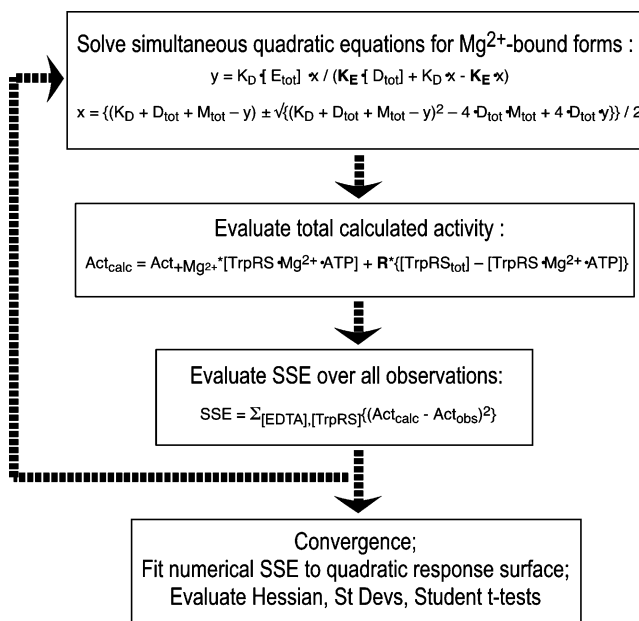 Solve simultaneous quadratic equations for Mg2+-bound forms :
y = KD•[ Etot] •x / (KE•[ Dtot] + KD•x - KE•x)
x = {(KD + Dtot + Mtot – y) ± √{(KD + Dtot + Mtot – y)2 – 4 •Dtot•Mtot + 4 •Dtot•y}} / 2
Evaluate total calculated activity :
Actcalc = Act+Mg2+*[TrpRS •Mg2+ •ATP] + R*{[TrpRStot] – [TrpRS •Mg2+ •ATP]}
Evaluate SSE over all observations:
SSE = Σ[EDTA],[TrpRS]{(Actcalc - Actobs)2}
Convergence;
Fit numerical SSE to quadratic response surface;
Evaluate Hessian, St Devs, Student t-tests